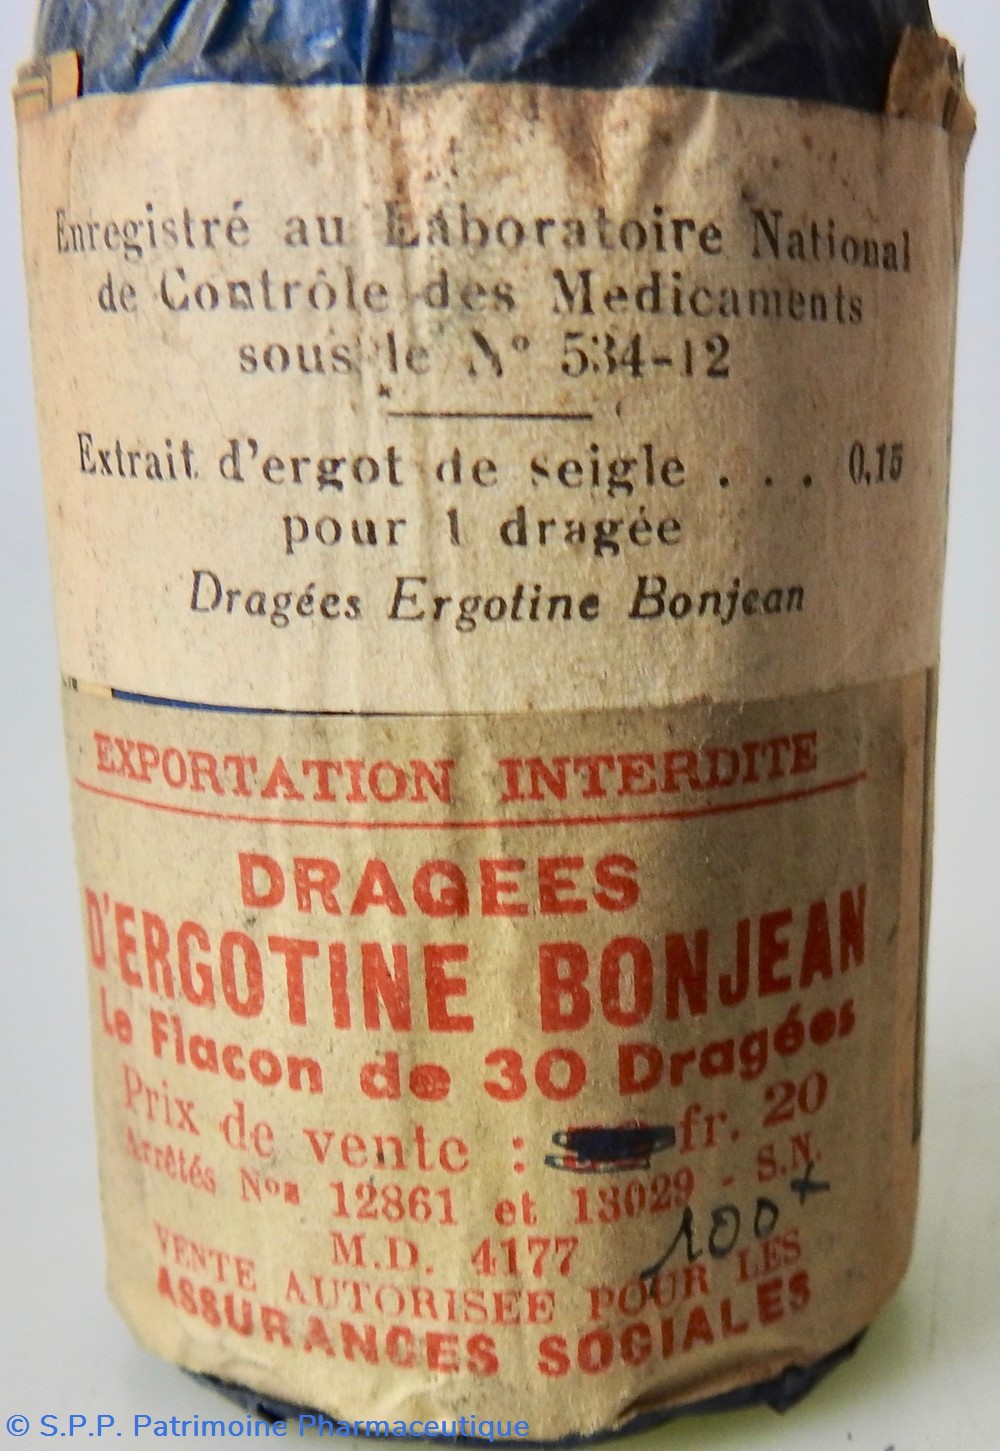 Enregistré au Laboratoire National
de Contrôle des Medicaments
sous le N° 534-12
Extrait d'ergot de seigle . . . 0,15
pour 1 dragée
Dragées Ergotine Bonjean
EXPORTATION INTERDITE
DRAGEES
D'ERGOTINE BONJEAN
Le Flacon de 30 Dragées
Prix de vente : fr. 20
Arrêtés Nos 12861 et 13029 - S.N.
M.D. 4177
100
VENTE AUTORISEE POUR LES
ASSURANCES SOCIALES
© S.P.P. Patrimoine Pharmaceutique